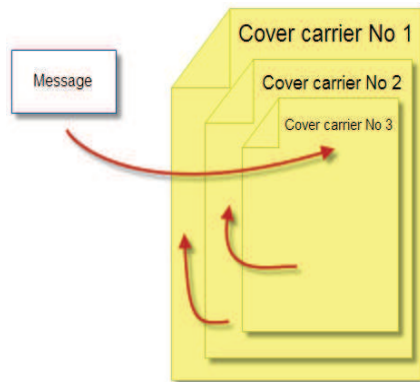 Cover carrier No 1
Message
Cover carrier No 2
Cover carrier No 3